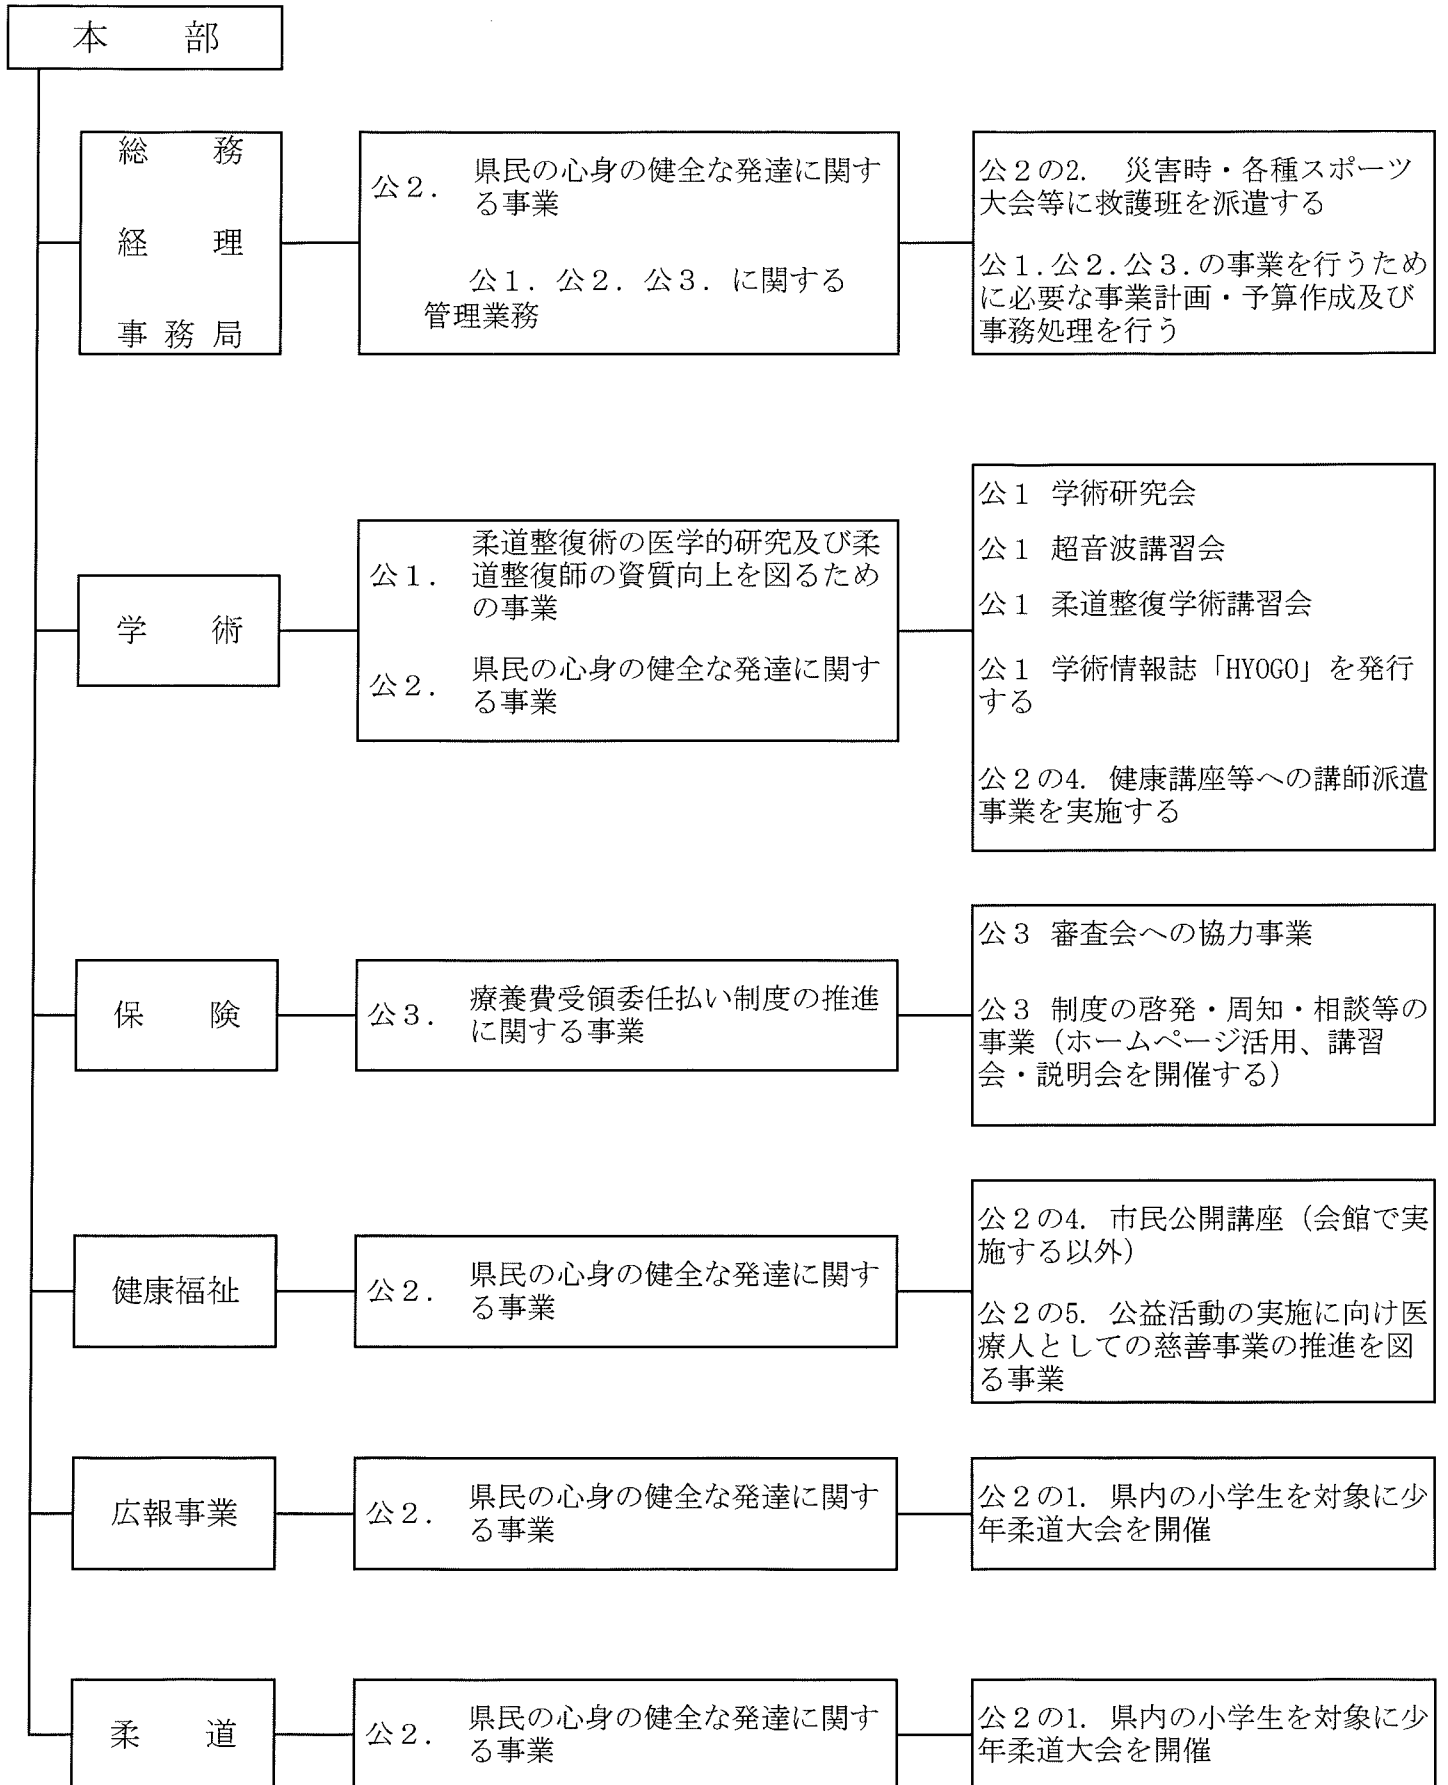 本　　部
総　　務
経　　理
事 務 局
公２.　県民の心身の健全な発達に関す
る事業
公１．公２．公３．に関する
管理業務
公２の2.　災害時・各種スポーツ
大会等に救護班を派遣する
公１.公２.公３.の事業を行うため
に必要な事業計画・予算作成及び
事務処理を行う
学　　術
柔道整復術の医学的研究及び柔
公１.　道整復師の資質向上を図るため
の事業
公２.　県民の心身の健全な発達に関す
る事業
公１ 学術研究会
公１ 超音波講習会
公１ 柔道整復学術講習会
公１ 学術情報誌「HYOGO」を発行
する
公２の4. 健康講座等への講師派遣
事業を実施する
保　　険
公３.　療養費受領委任払い制度の推進
に関する事業
公３ 審査会への協力事業
公３ 制度の啓発・周知・相談等の
事業（ホームページ活用、講習
会・説明会を開催する）
健康福祉
公２.　県民の心身の健全な発達に関す
る事業
公２の4. 市民公開講座（会館で実
施する以外）
公２の5. 公益活動の実施に向け医
療人としての慈善事業の推進を図
る事業
広報事業
公２.　県民の心身の健全な発達に関す
る事業
公２の1. 県内の小学生を対象に少
年柔道大会を開催
柔　　道
公２.　県民の心身の健全な発達に関す
る事業
公２の1. 県内の小学生を対象に少
年柔道大会を開催